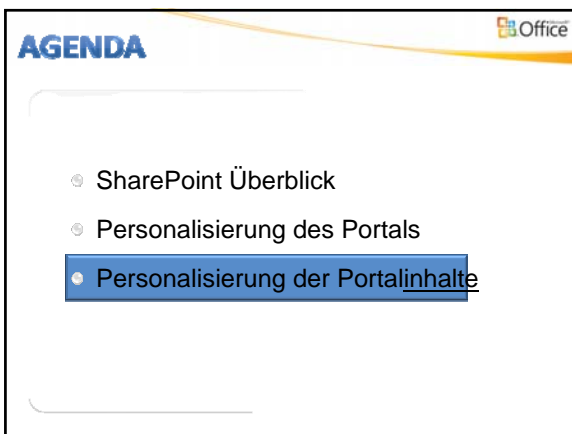 Office
AGENDA
SharePoint Überblick
Personalisierung des Portals
Personalisierung der Portalinhalte